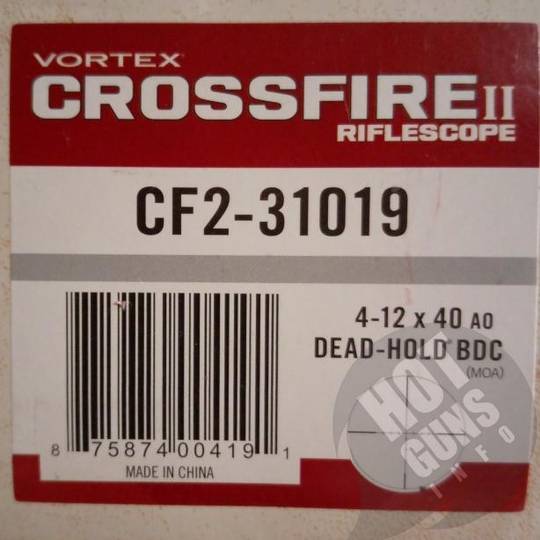 VORTEX
CROSSFIRE II
RIFLESCOPE
CF2-31019
4-12 x 40 AO
DEAD-HOLD® BDC
(MOA)
8 75874 00419 1
MADE IN CHINA
HOT
GUNS
INFO